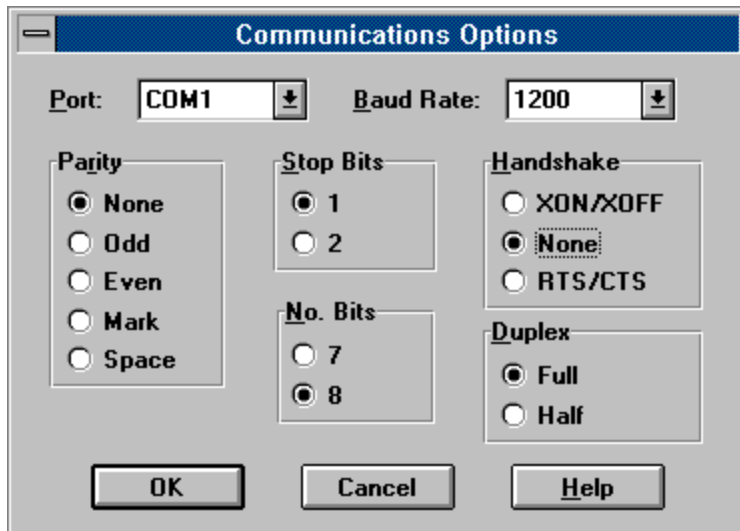 Communications Options
Port: COM1 Baud Rate: 1200
Parity
None
Odd
Even
Mark
Space
Stop Bits
1
2
No. Bits
7
8
Handshake
XON/XOFF
None
RTS/CTS
Duplex
Full
Half
OK Cancel Help